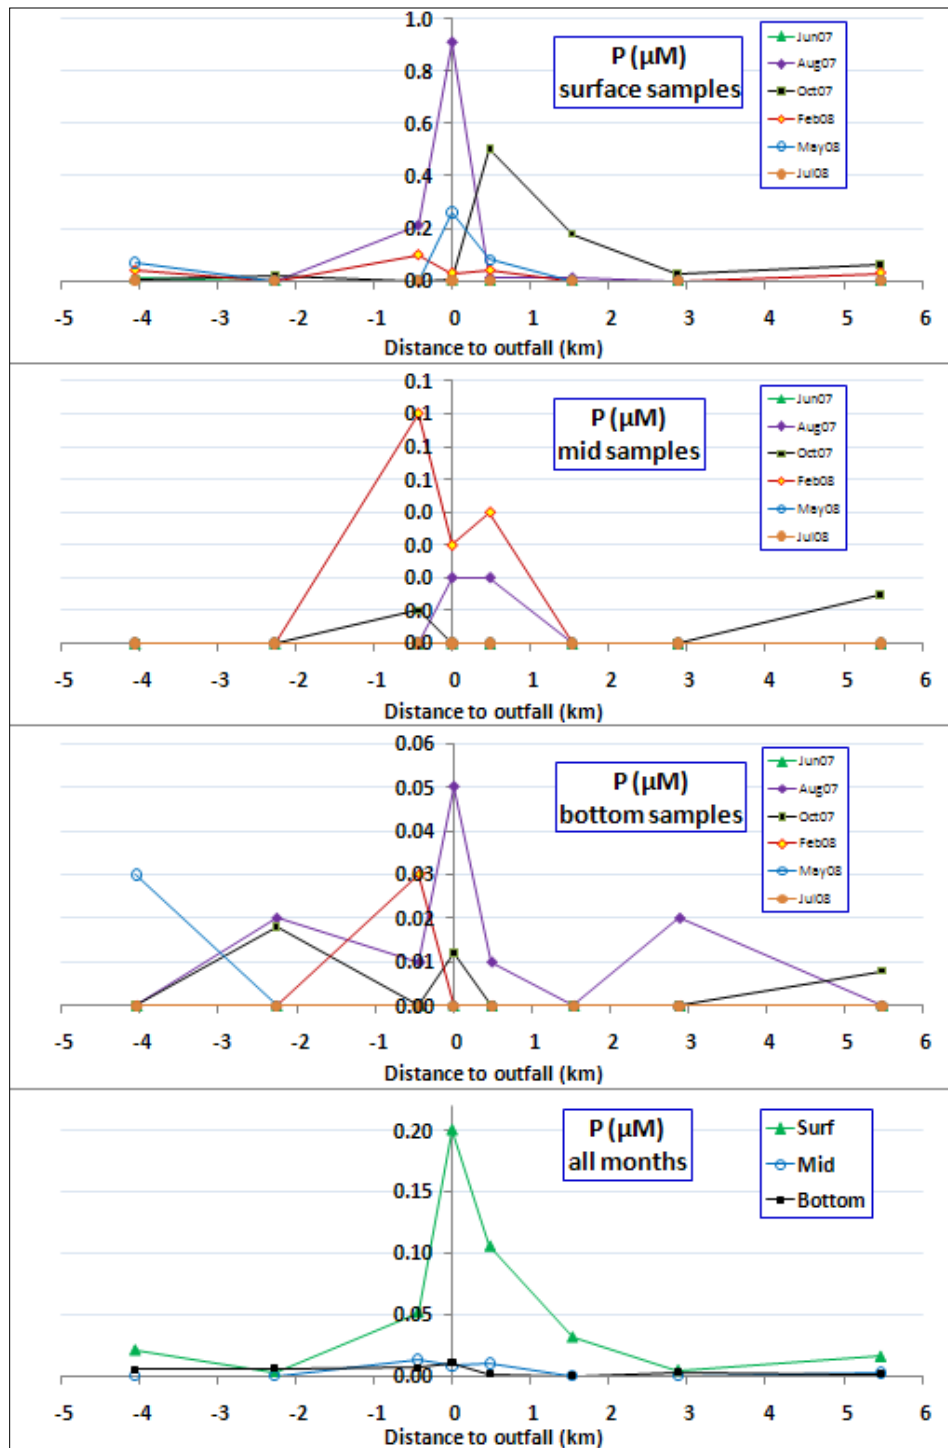 1.0
0.8
0.6
0.4
0.2
0.0
P (µM)
surface samples
Jun07
Aug07
Oct07
Feb08
May08
Jul08
-5 -4 -3 -2 -1 0 1 2 3 4 5 6
Distance to outfall (km)
0.1
0.1
0.1
0.1
0.0
0.0
0.0
0.0
0.0
P (µM)
mid samples
Jun07
Aug07
Oct07
Feb08
May08
Jul08
-5 -4 -3 -2 -1 0 1 2 3 4 5 6
Distance to outfall (km)
0.06
0.05
0.04
0.03
0.02
0.01
0.00
P (µM)
bottom samples
Jun07
Aug07
Oct07
Feb08
May08
Jul08
-5 -4 -3 -2 -1 0 1 2 3 4 5 6
Distance to outfall (km)
0.20
0.15
0.10
0.05
0.00
P (µM)
all months
Surf
Mid
Bottom
-5 -4 -3 -2 -1 0 1 2 3 4 5 6
Distance to outfall (km)